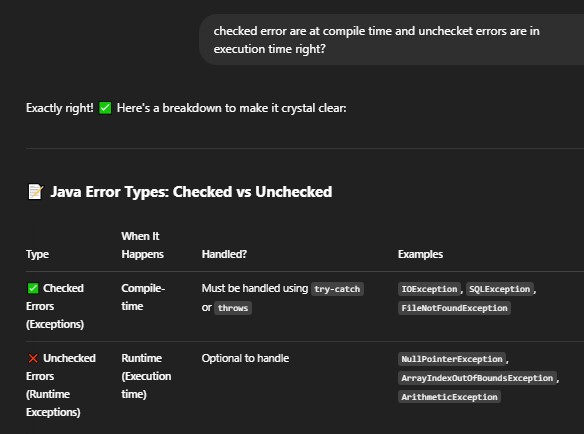 checked error are at compile time and unchecket errors are in
execution time right?
Exactly right! ✅ Here's a breakdown to make it crystal clear:
📝 Java Error Types: Checked vs Unchecked
Type
When It
Happens
Handled?
Examples
✅ Checked
Errors
(Exceptions)
Compile-
time
Must be handled using try-catch
or throws
IOException, SQLException,
FileNotFoundException
❌ Unchecked
Errors
(Runtime
Exceptions)
Runtime
(Execution
time)
Optional to handle
NullPointerException,
ArrayIndexOutOfBoundsException,
ArithmeticException